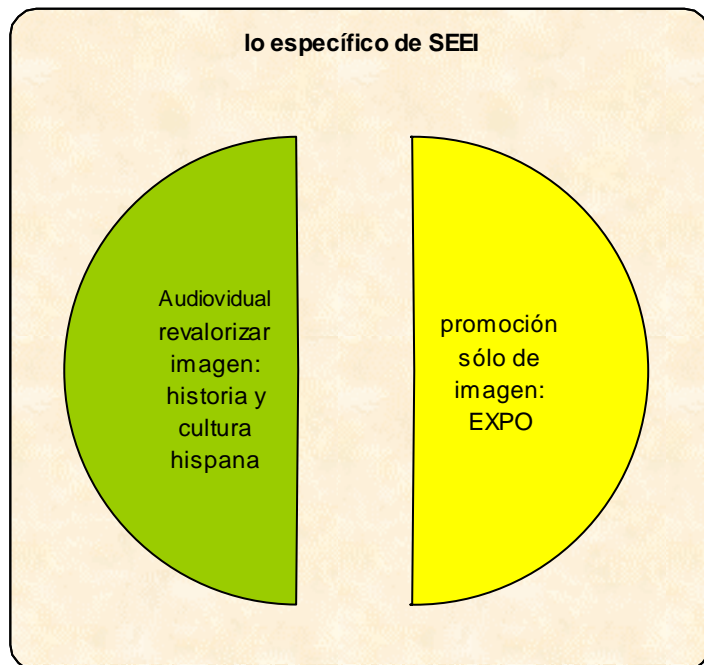 lo específico de SEEI
Audiovidual
revalorizar
imagen:
historia y
cultura
hispana
promoción
sólo de
imagen:
EXPO